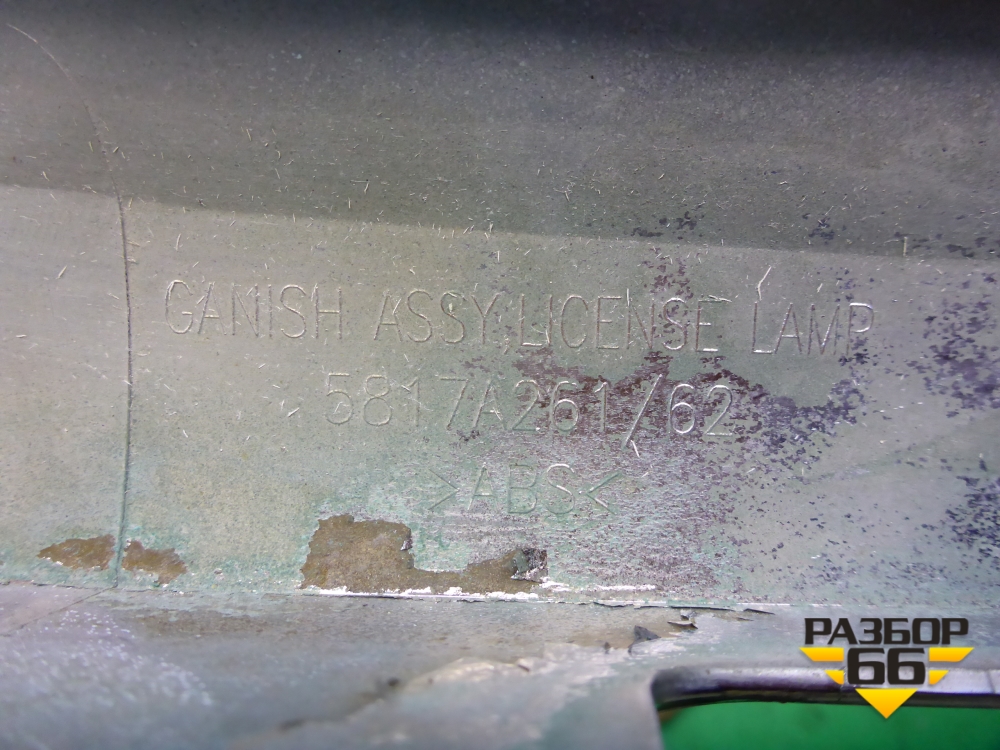 GANISH ASSY,LICENSE LAMP
5817A261/62
>ABS<
РАЗБОР
66